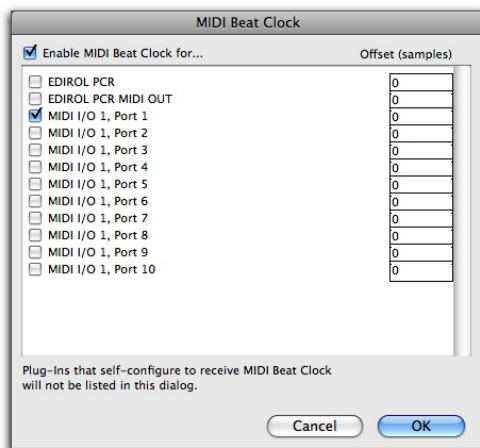 MIDI Beat Clock
Enable MIDI Beat Clock for... Offset (samples)
EDIROL PCR 0
EDIROL PCR MIDI OUT 0
MIDI I/O 1, Port 1 0
MIDI I/O 1, Port 2 0
MIDI I/O 1, Port 3 0
MIDI I/O 1, Port 4 0
MIDI I/O 1, Port 5 0
MIDI I/O 1, Port 6 0
MIDI I/O 1, Port 7 0
MIDI I/O 1, Port 8 0
MIDI I/O 1, Port 9 0
MIDI I/O 1, Port 10 0
Plug-Ins that self-configure to receive MIDI Beat Clock
will not be listed in this dialog.
Cancel OK